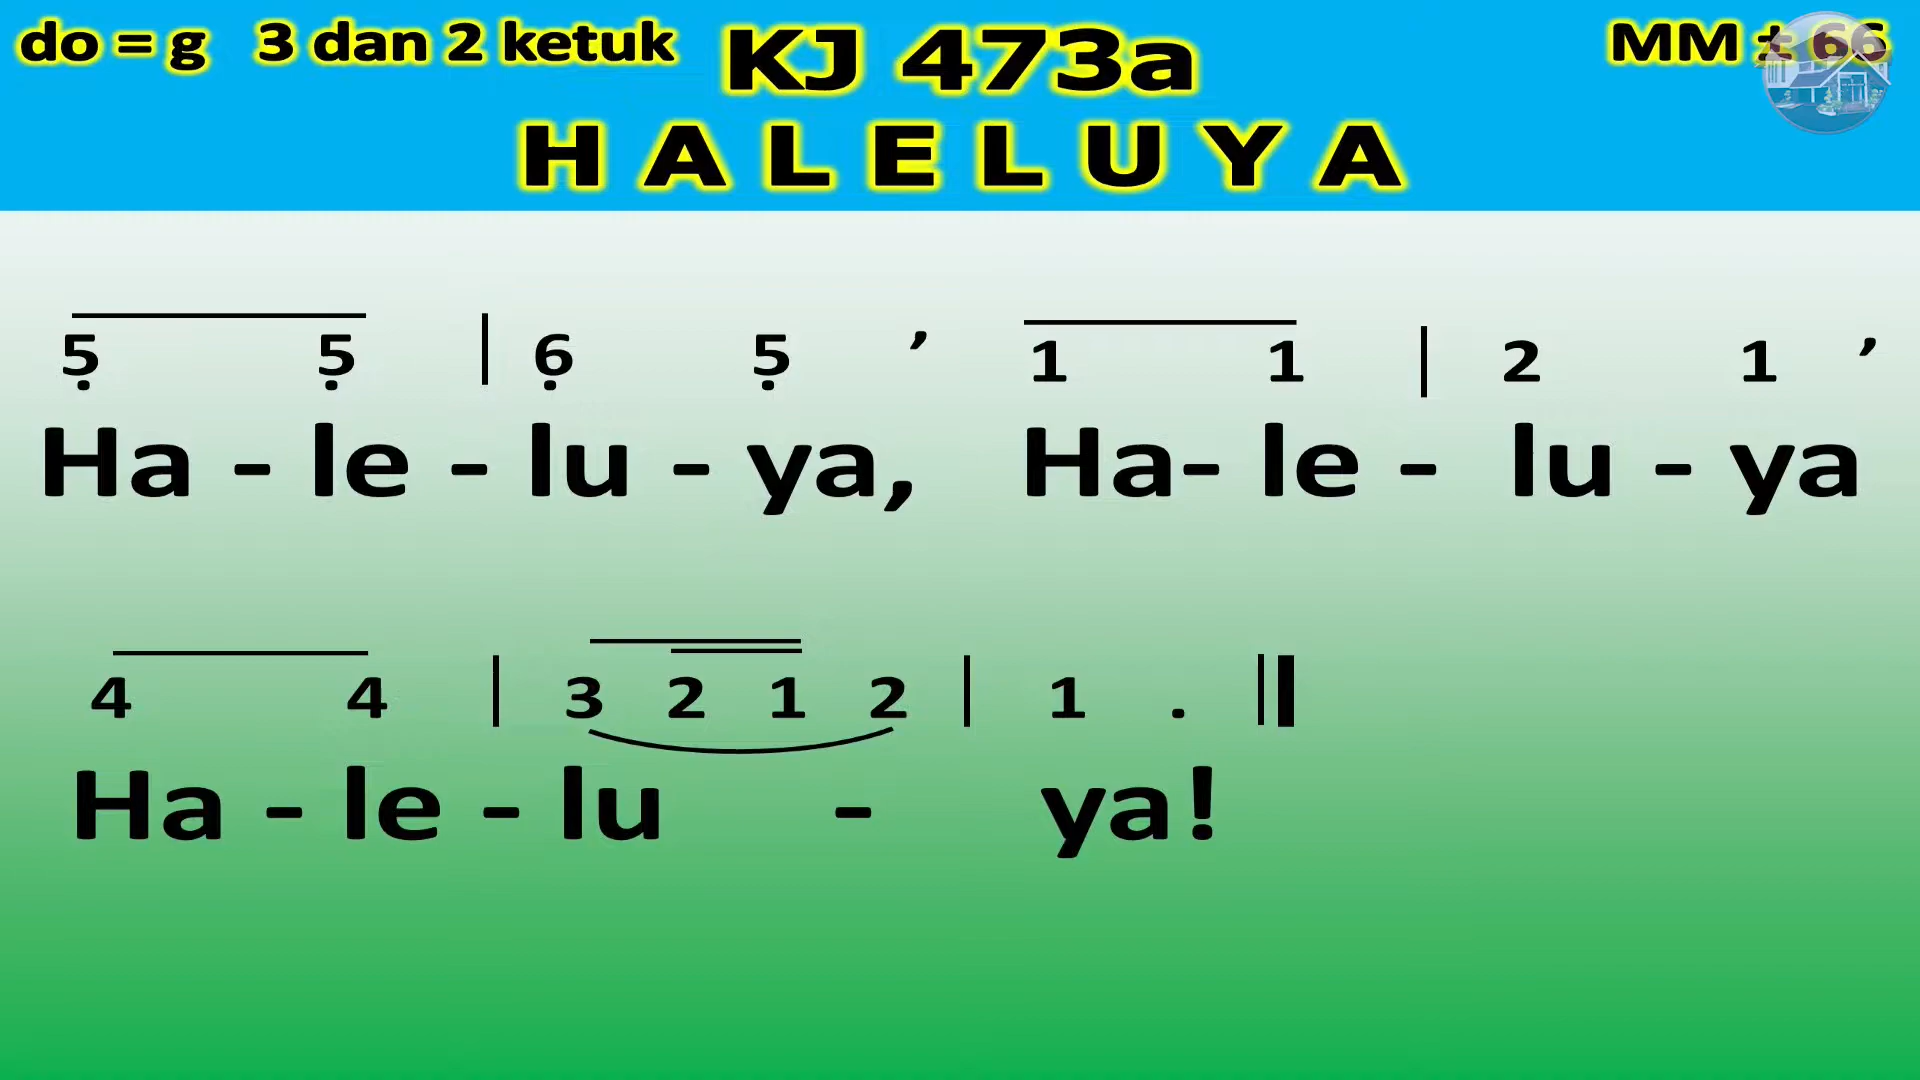 do = g 3 dan 2 ketuk KJ 473a MM ± 66
H A L E L U Y A
5̣ 5̣ | 6̣ 5̣ ’ 1 1 | 2 1 ’
Ha - le - lu - ya, Ha- le - lu - ya
4 4 | 3 2 1 2 | 1 . ||
Ha - le - lu - ya!